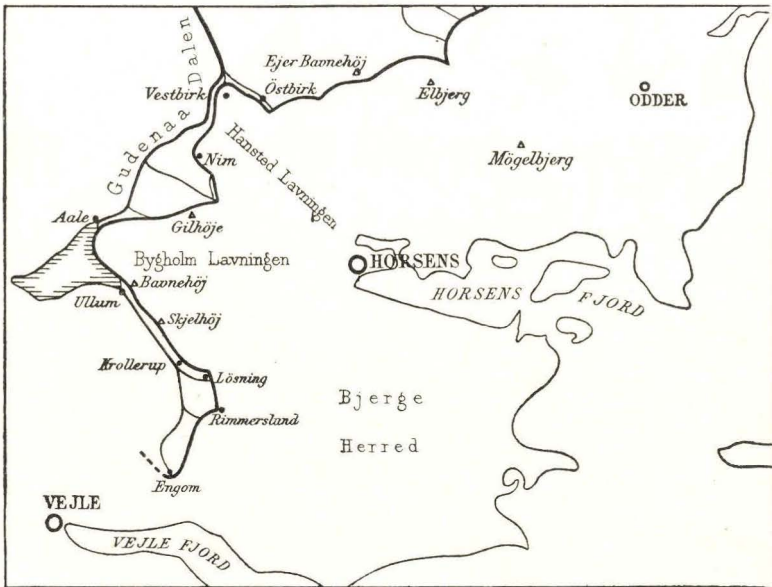 Gudenaa Dalen
Ejer Bavnehöj
Vestbirk
Östbirk
Elbjerg
ODDER
Hansted Lavningen
Mögelbjerg
Nim
Aale
Gilhöje
Bygholm Lavningen
HORSENS
Bavnehöj
HORSENS FJORD
Ullum
Skjelhöj
Krollerup
Lösning
Bjerge
Rimmersland
Herred
Engom
VEJLE
VEJLE FJORD